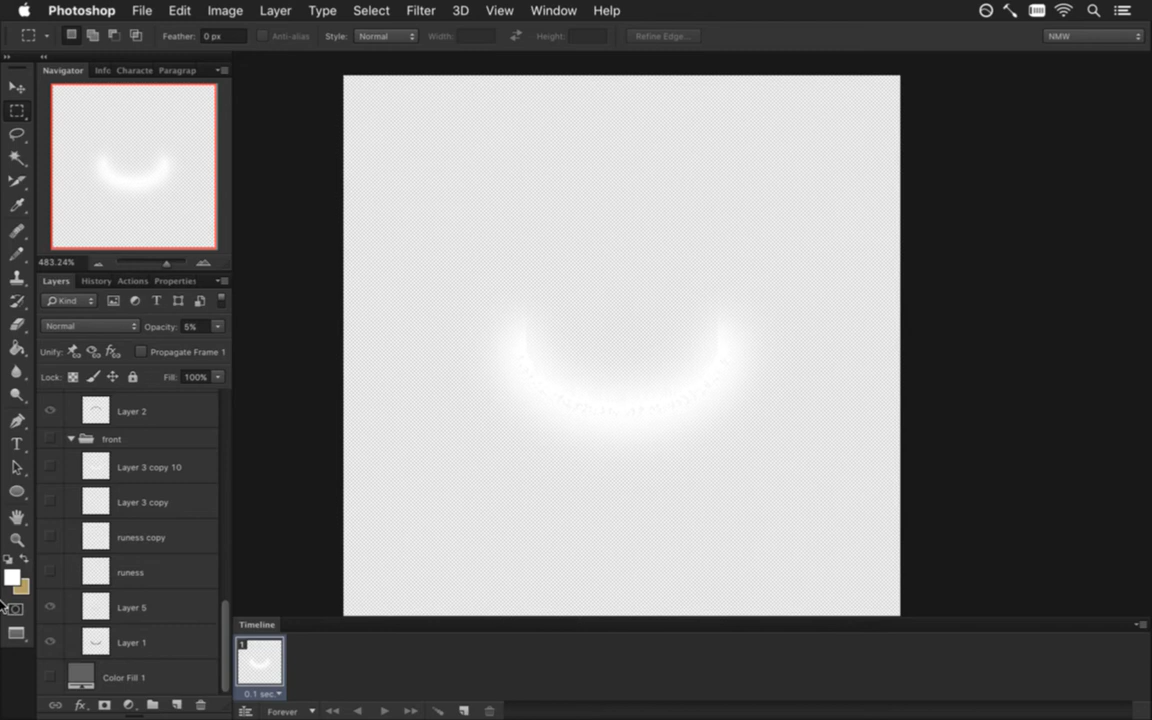 Photoshop File Edit Image Layer Type Select Filter 3D View Window Help
Feather: 0 px Anti-alias Style: Normal Width: Height: Refine Edge... NMW
Navigator Info Characte Paragrap
483.24%
Layers History Actions Properties
Kind
Normal Opacity: 5%
Unify: Propagate Frame 1
Lock: Fill: 100%
Layer 2
front
Layer 3 copy 10
Layer 3 copy
runess copy
runess
Layer 5
Layer 1
Color Fill 1
Timeline
1
0.1 sec.
Forever